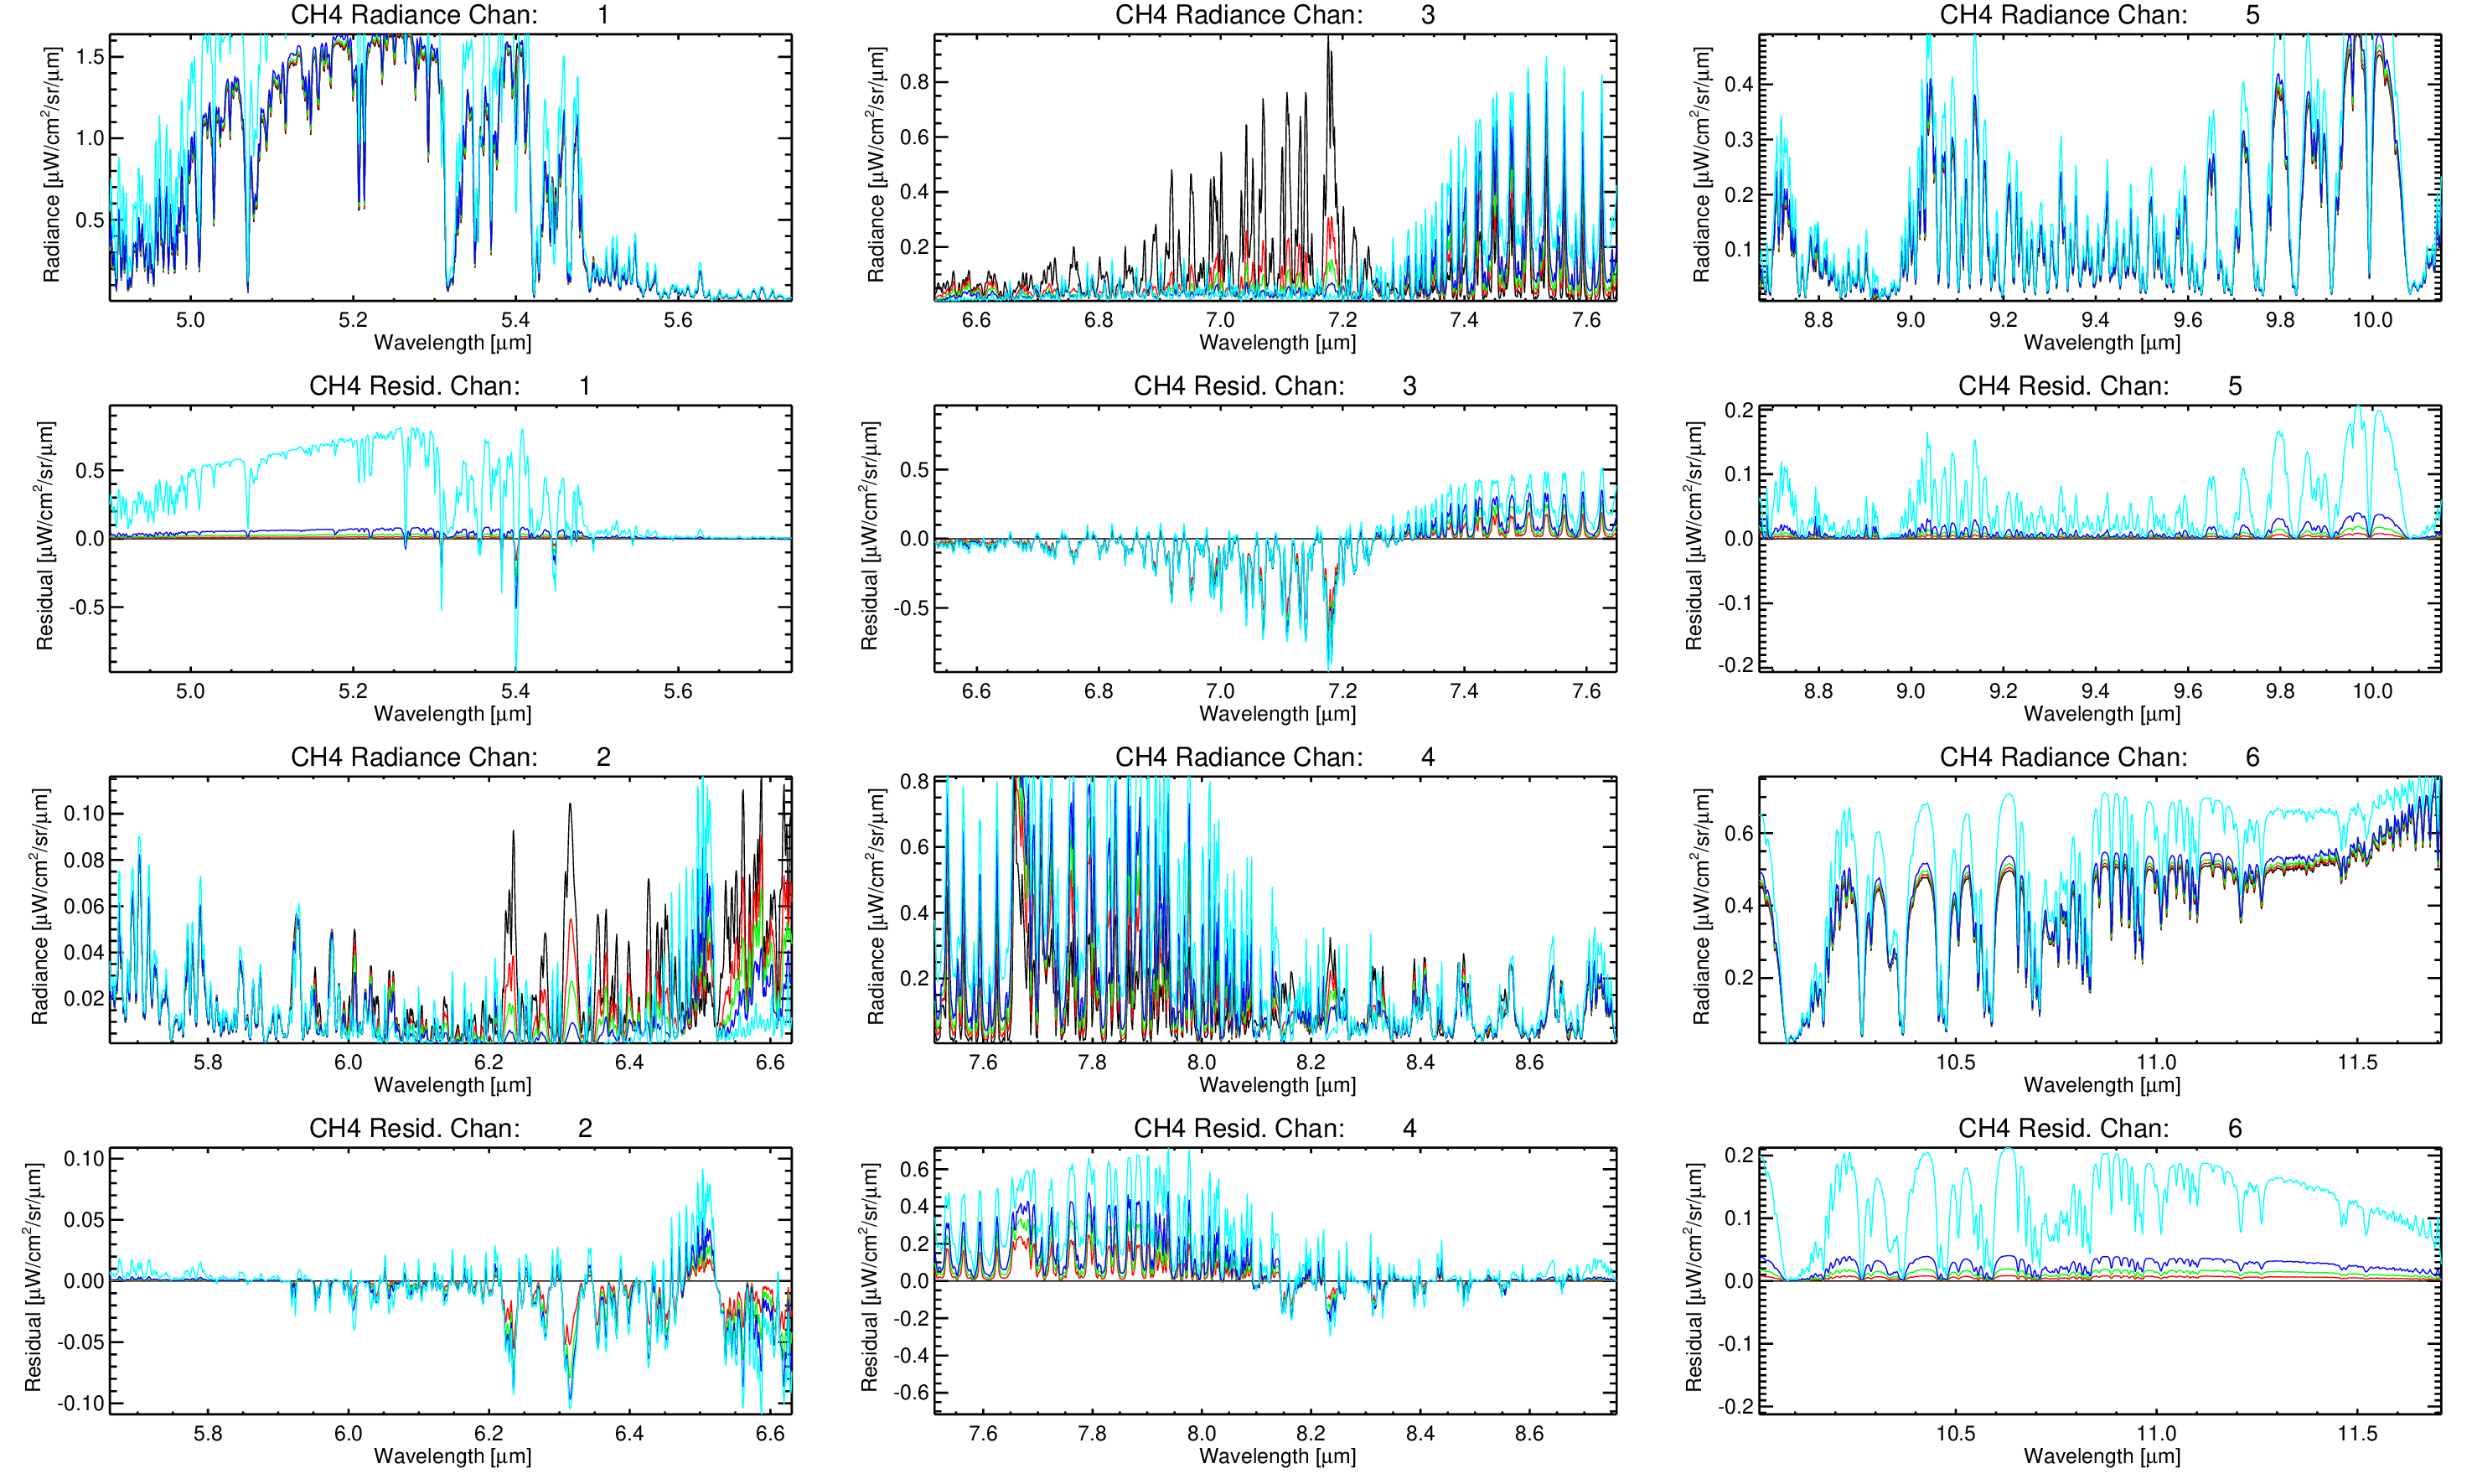 CH4 Radiance Chan: 1
1.5
1.0
0.5
Radiance [μW/cm²/sr/μm]
5.0 5.2 5.4 5.6
Wavelength [μm]
CH4 Radiance Chan: 3
0.8
0.6
0.4
0.2
Radiance [μW/cm²/sr/μm]
6.6 6.8 7.0 7.2 7.4 7.6
Wavelength [μm]
CH4 Radiance Chan: 5
0.4
0.3
0.2
0.1
Radiance [μW/cm²/sr/μm]
8.8 9.0 9.2 9.4 9.6 9.8 10.0
Wavelength [μm]
CH4 Resid. Chan: 1
0.5
0.0
-0.5
Residual [μW/cm²/sr/μm]
5.0 5.2 5.4 5.6
Wavelength [μm]
CH4 Resid. Chan: 3
0.5
0.0
-0.5
Residual [μW/cm²/sr/μm]
6.6 6.8 7.0 7.2 7.4 7.6
Wavelength [μm]
CH4 Resid. Chan: 5
0.2
0.1
0.0
-0.1
-0.2
Residual [μW/cm²/sr/μm]
8.8 9.0 9.2 9.4 9.6 9.8 10.0
Wavelength [μm]
CH4 Radiance Chan: 2
0.10
0.08
0.06
0.04
0.02
Radiance [μW/cm²/sr/μm]
5.8 6.0 6.2 6.4 6.6
Wavelength [μm]
CH4 Radiance Chan: 4
0.8
0.6
0.4
0.2
Radiance [μW/cm²/sr/μm]
7.6 7.8 8.0 8.2 8.4 8.6
Wavelength [μm]
CH4 Radiance Chan: 6
0.6
0.4
0.2
Radiance [μW/cm²/sr/μm]
10.5 11.0 11.5
Wavelength [μm]
CH4 Resid. Chan: 2
0.10
0.05
0.00
-0.05
-0.10
Residual [μW/cm²/sr/μm]
5.8 6.0 6.2 6.4 6.6
Wavelength [μm]
CH4 Resid. Chan: 4
0.6
0.4
0.2
0.0
-0.2
-0.4
-0.6
Residual [μW/cm²/sr/μm]
7.6 7.8 8.0 8.2 8.4 8.6
Wavelength [μm]
CH4 Resid. Chan: 6
0.2
0.1
0.0
-0.1
-0.2
Residual [μW/cm²/sr/μm]
10.5 11.0 11.5
Wavelength [μm]